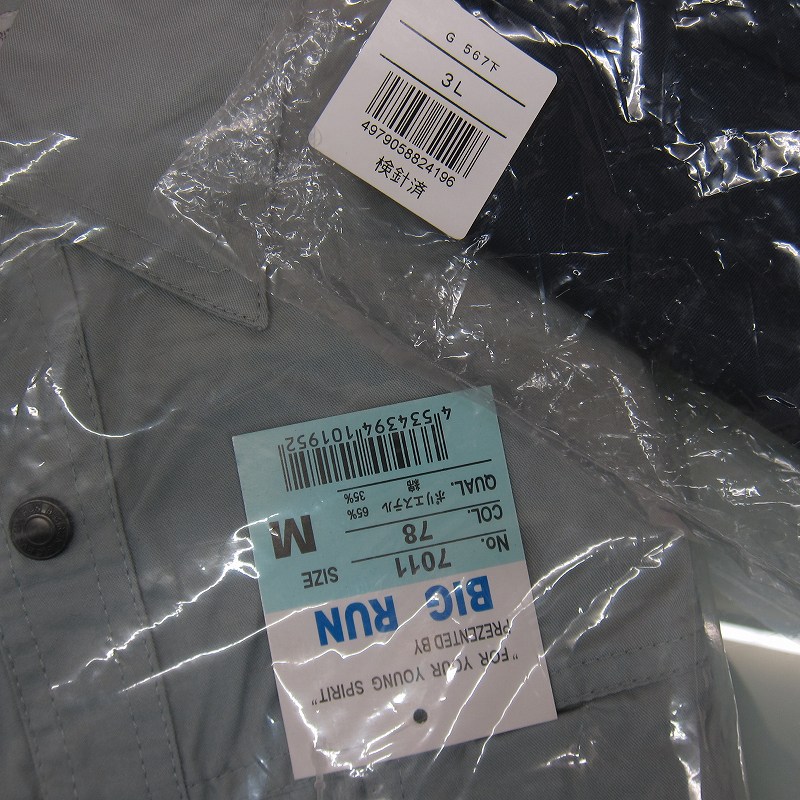 G 567下
3L
4979058824196
検針済
"FOR YOUR YOUNG SPIRIT"
PREZENTED BY
BIG RUN
No. 7011
COL. 78
QUAL. ポリエステル 65%
綿 35%
SIZE
M
4534394101952